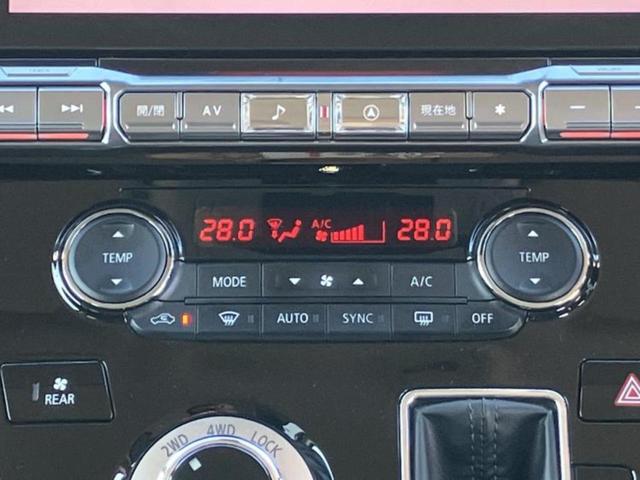 開/閉 AV 現在地
28.0 A/C 28.0
TEMP TEMP
MODE A/C
AUTO SYNC OFF
REAR
2WD 4WD LOCK